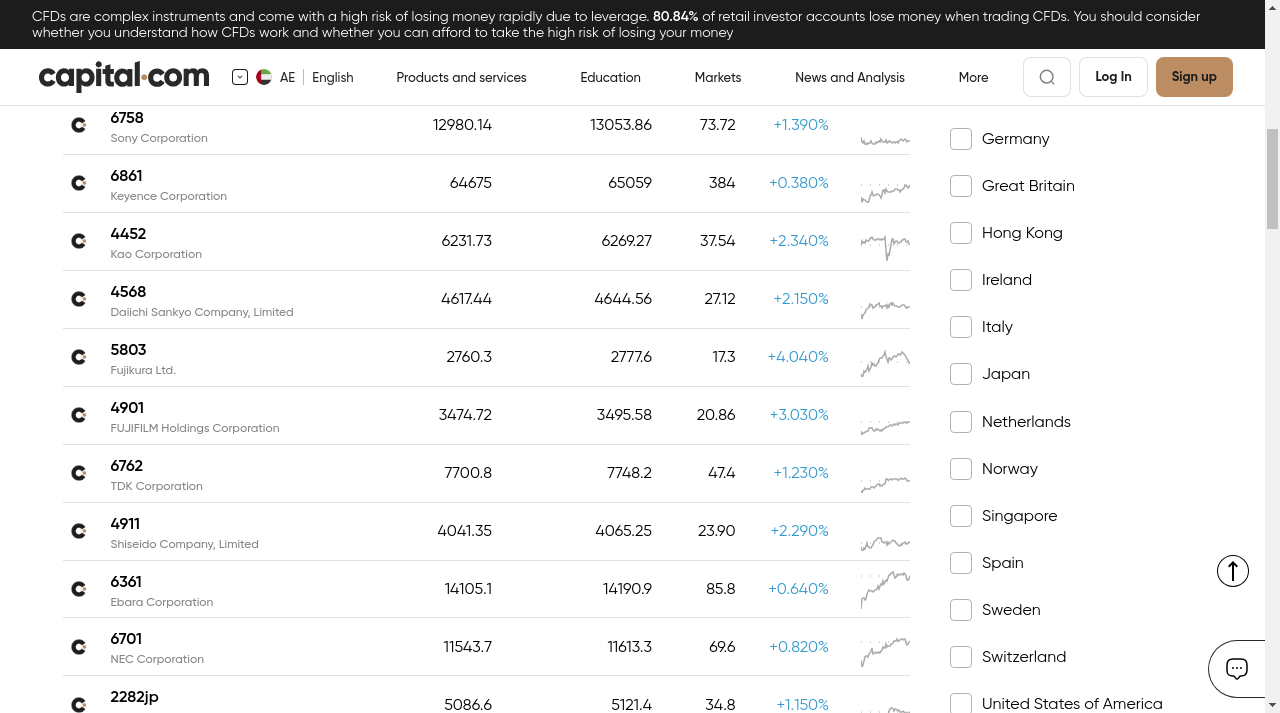 CFDs are complex instruments and come with a high risk of losing money rapidly due to leverage. 80.84% of retail investor accounts lose money when trading CFDs. You should consider
whether you understand how CFDs work and whether you can afford to take the high risk of losing your money
capital.com AE English Products and services Education Markets News and Analysis More Log In Sign up
6758 12980.14 13053.86 73.72 +1.390%
Sony Corporation
6861 64675 65059 384 +0.380%
Keyence Corporation
4452 6231.73 6269.27 37.54 +2.340%
Kao Corporation
4568 4617.44 4644.56 27.12 +2.150%
Daiichi Sankyo Company, Limited
5803 2760.3 2777.6 17.3 +4.040%
Fujikura Ltd.
4901 3474.72 3495.58 20.86 +3.030%
FUJIFILM Holdings Corporation
6762 7700.8 7748.2 47.4 +1.230%
TDK Corporation
4911 4041.35 4065.25 23.90 +2.290%
Shiseido Company, Limited
6361 14105.1 14190.9 85.8 +0.640%
Ebara Corporation
6701 11543.7 11613.3 69.6 +0.820%
NEC Corporation
2282jp 5086.6 5121.4 34.8 +1.150%
Germany
Great Britain
Hong Kong
Ireland
Italy
Japan
Netherlands
Norway
Singapore
Spain
Sweden
Switzerland
United States of America